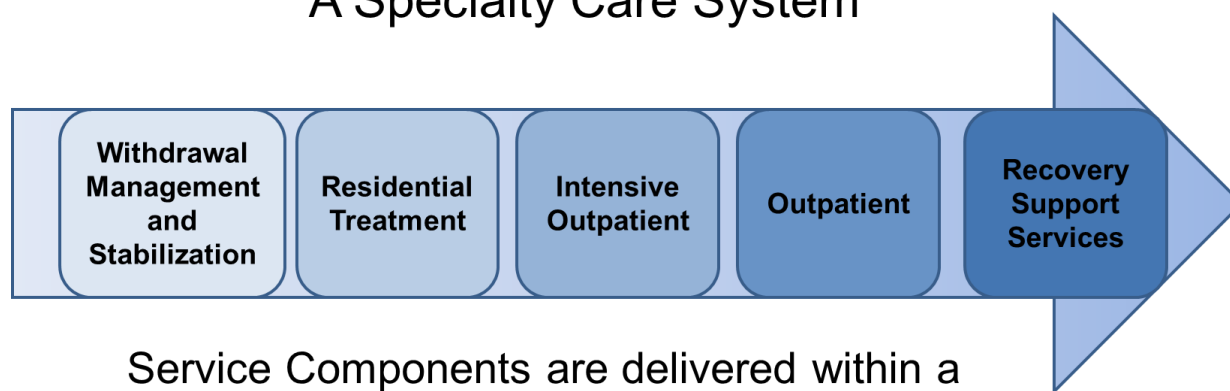 A Specialty Care System
Withdrawal
Management
and
Stabilization
Residential
Treatment
Intensive
Outpatient
Outpatient
Recovery
Support
Services
Service Components are delivered within a